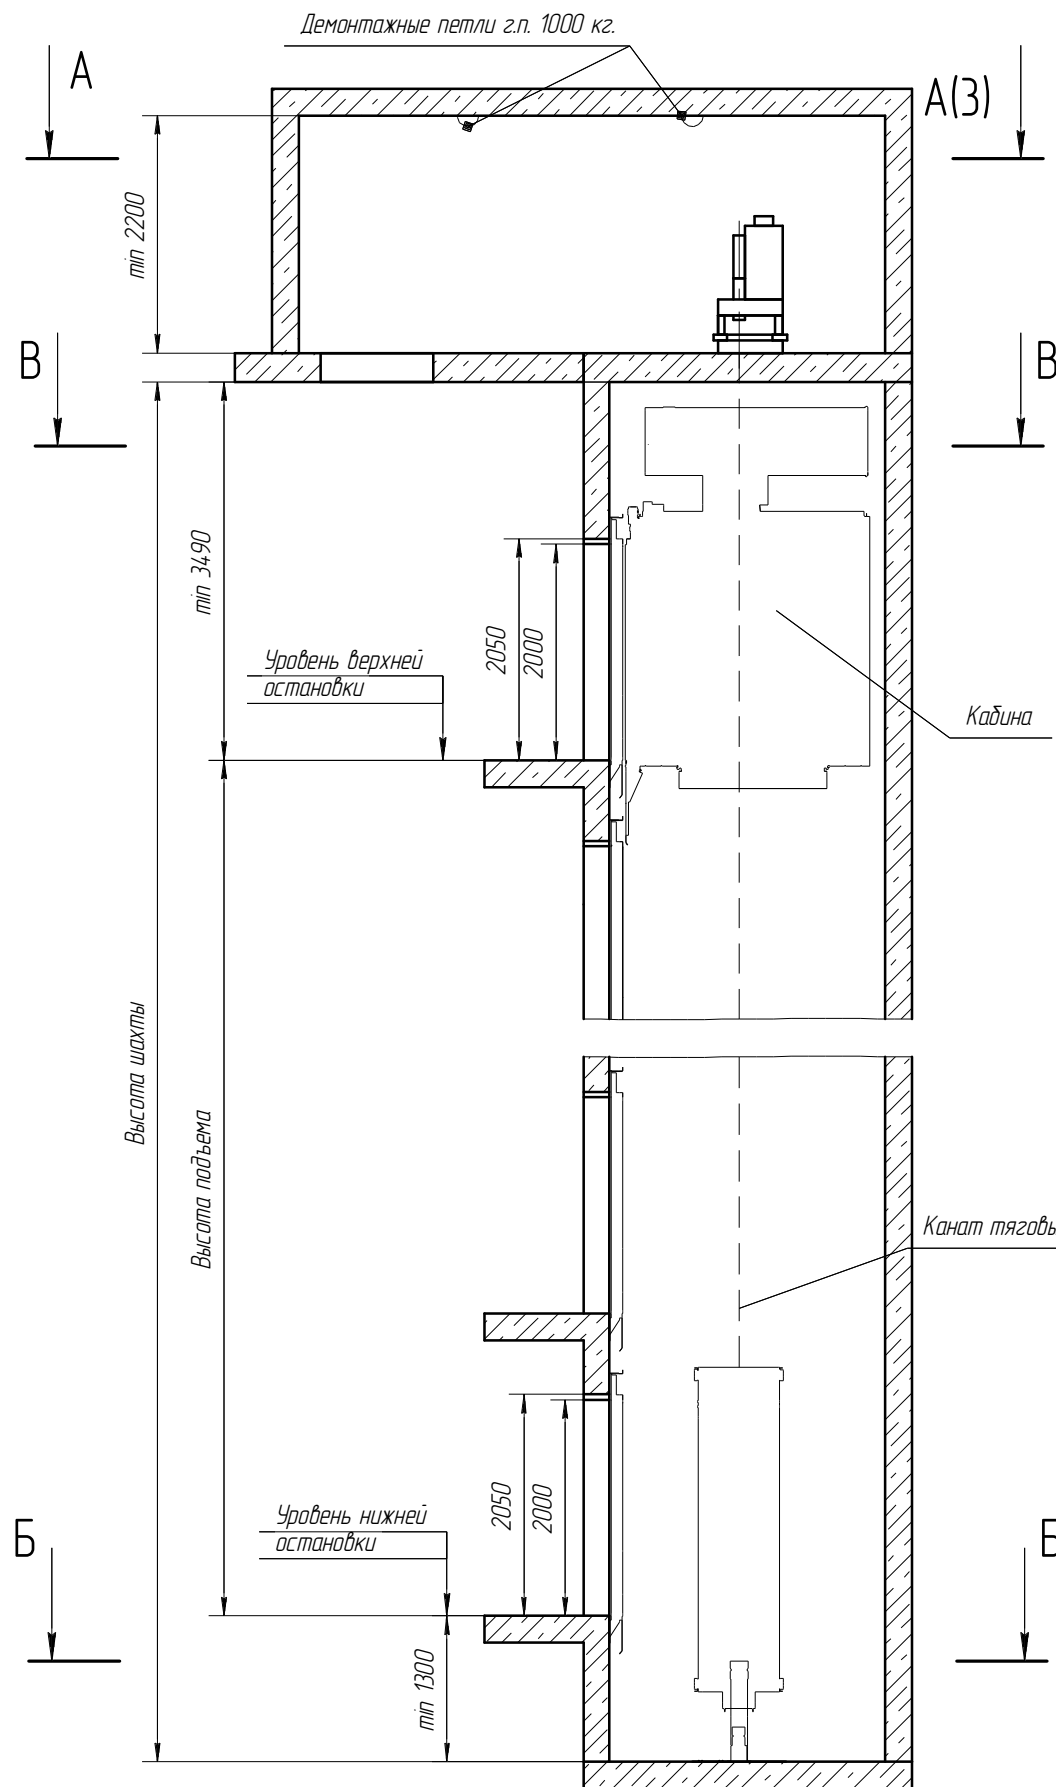 Демонтажные петли г.п. 1000 кг.
А
А(3)
min 2200
В
В
min 3490
2050
2000
Уровень верхней
остановки
Кабина
Высота шахты
Высота подъема
Канат тяговы
2050
2000
Уровень нижней
остановки
Б
Б
min 1300